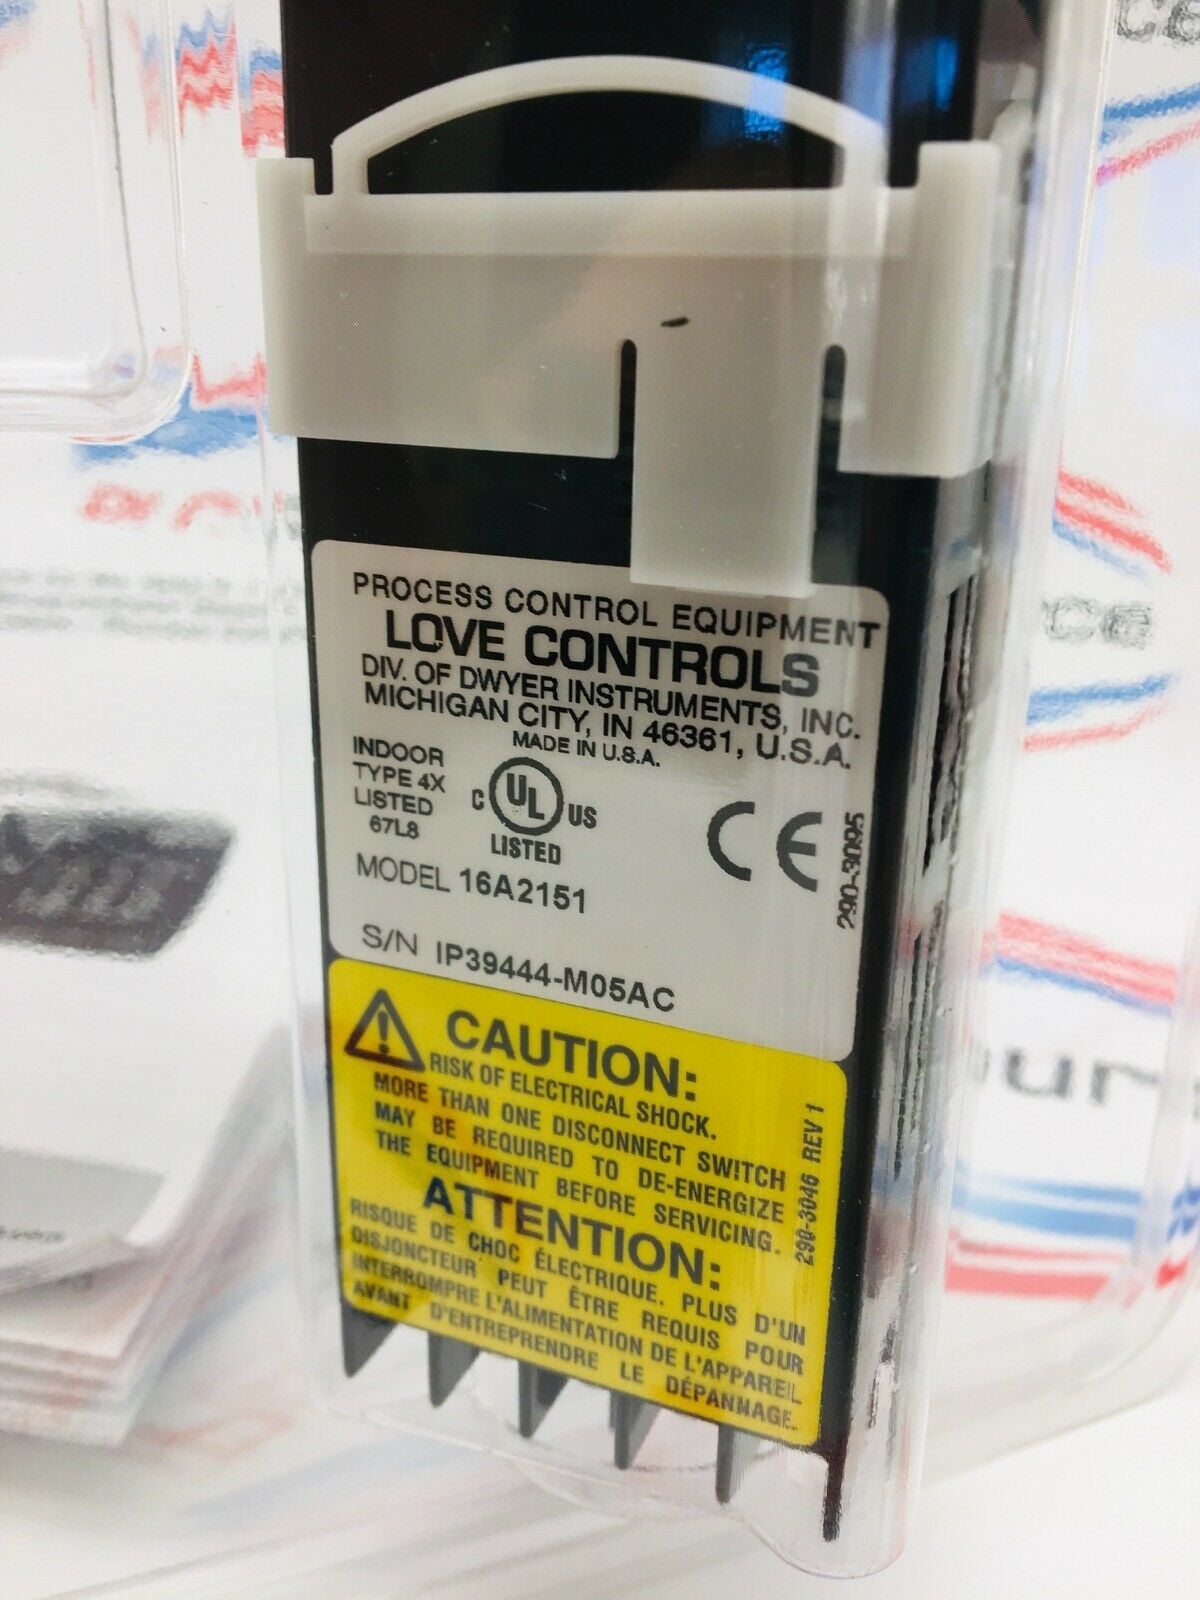 PROCESS CONTROL EQUIPMENT
LOVE CONTROLS
DIV. OF DWYER INSTRUMENTS, INC.
MICHIGAN CITY, IN 46361, U.S.A.
MADE IN U.S.A.
INDOOR
TYPE 4X
LISTED
67L8
C UL US
LISTED
CE
290-3095
MODEL 16A2151
S/N IP39444-M05AC
CAUTION:
RISK OF ELECTRICAL SHOCK.
MORE THAN ONE DISCONNECT SWITCH
MAY BE REQUIRED TO DE-ENERGIZE
THE EQUIPMENT BEFORE SERVICING.
290-3046 REV 1
ATTENTION:
RISQUE DE CHOC ÉLECTRIQUE. PLUS D'UN
DISJONCTEUR PEUT ÊTRE REQUIS POUR
INTERROMPRE L'ALIMENTATION DE L'APPAREIL
AVANT D'ENTREPRENDRE LE DÉPANNAGE.